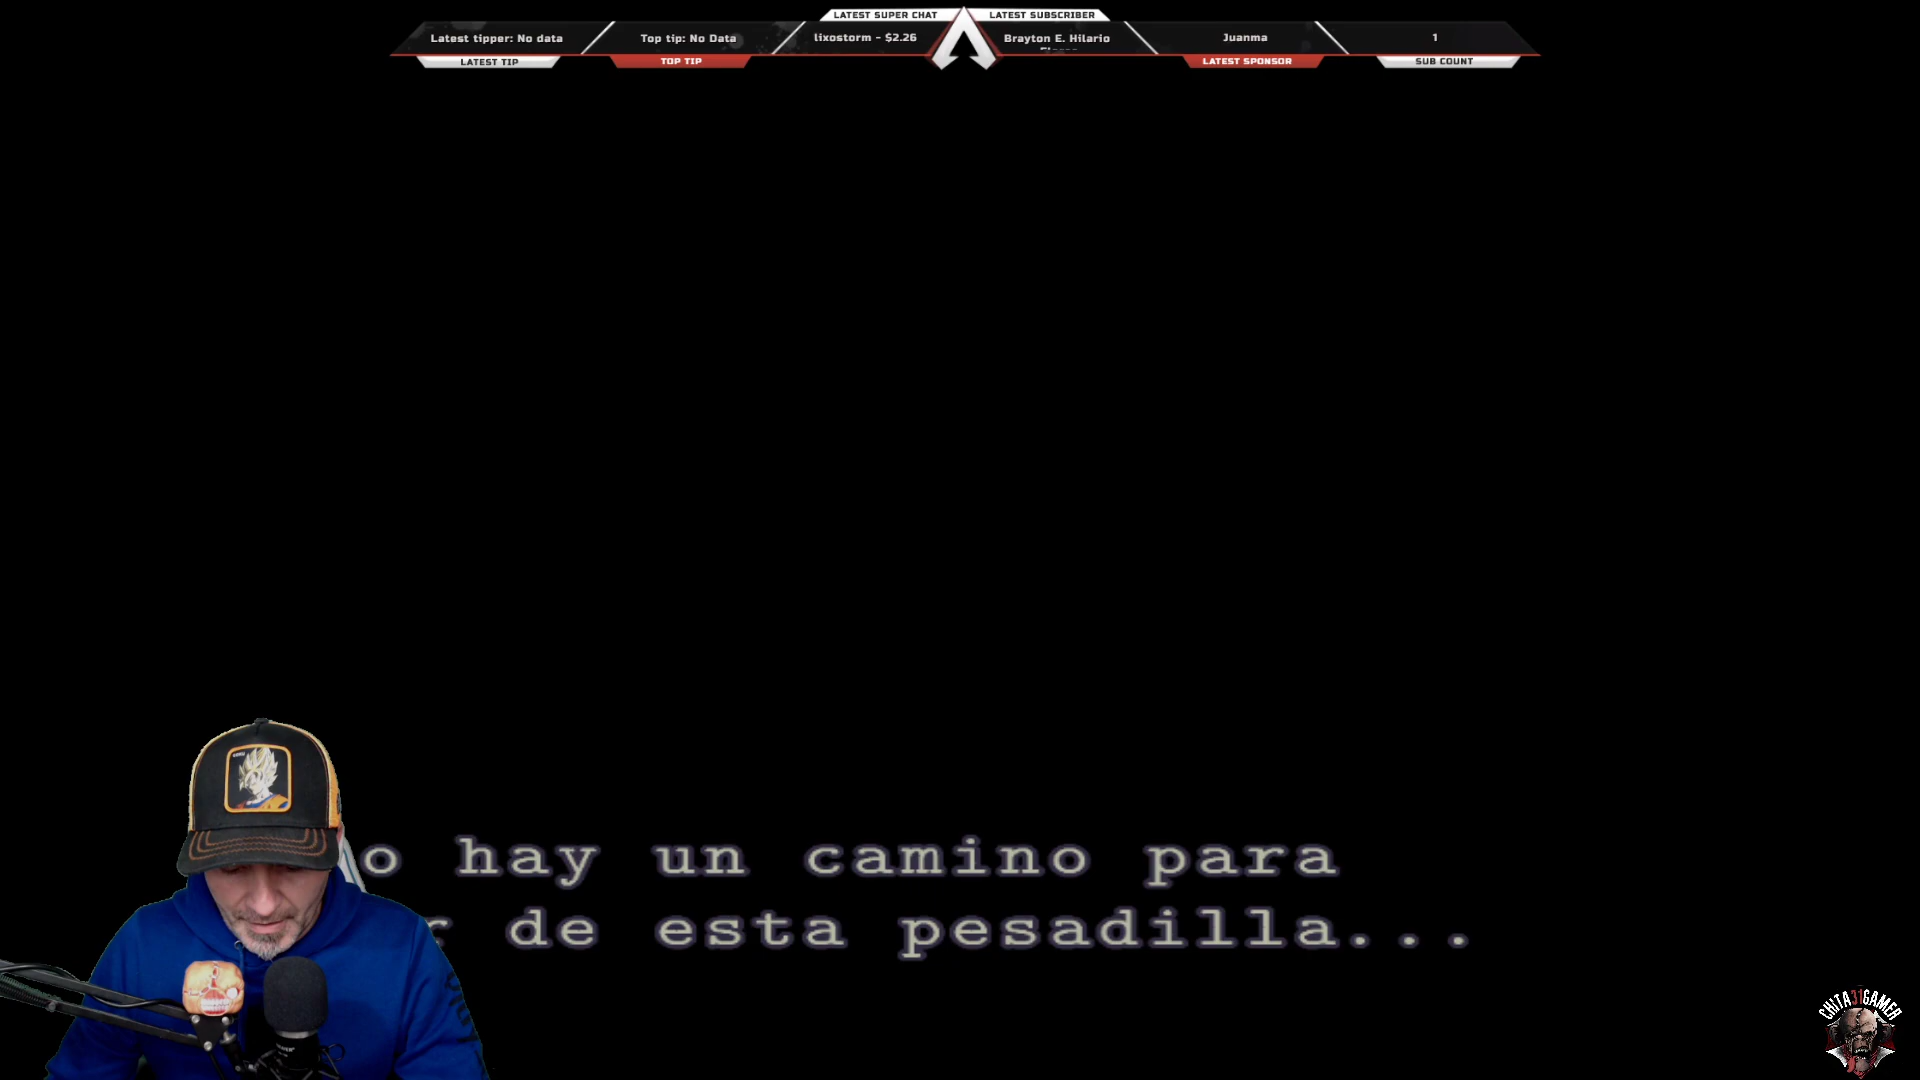 LATEST SUPER CHAT
LATEST SUBSCRIBER
Latest tipper: No data
Top tip: No Data
lixostorm - $2.26
Brayton E. Hilario
Juanma
1
LATEST TIP
TOP TIP
LATEST SPONSOR
SUB COUNT
hay un camino para
de esta pesadilla...
CHITA31GAMER